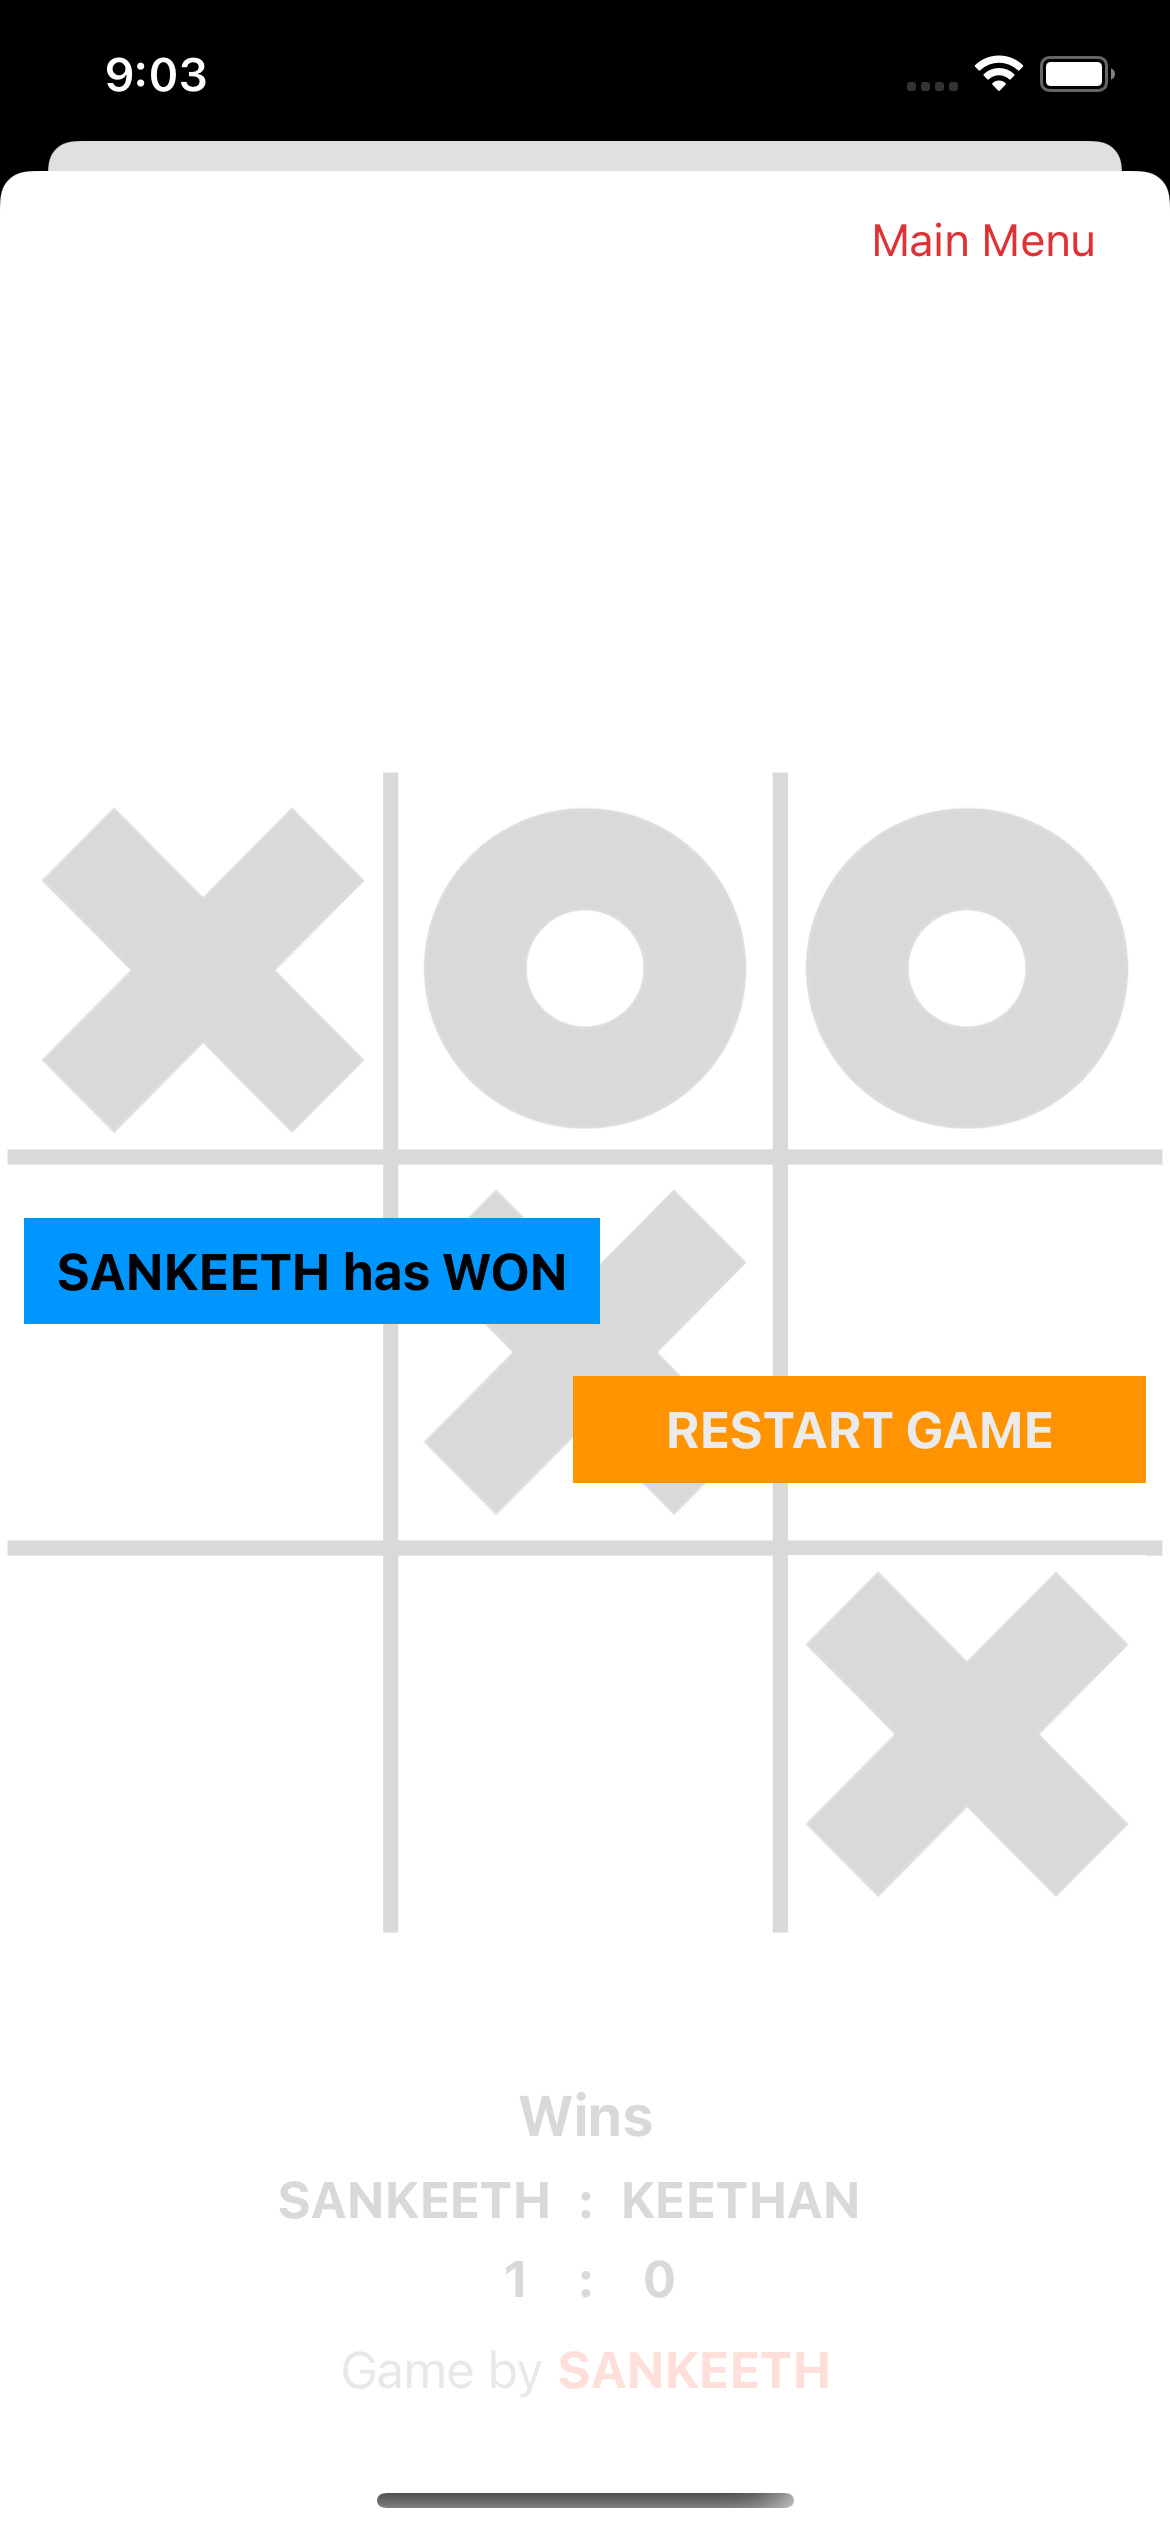 9:03
Main Menu
SANKEETH has WON
RESTART GAME
Wins
SANKEETH : KEETHAN
1 : 0
Game by SANKEETH